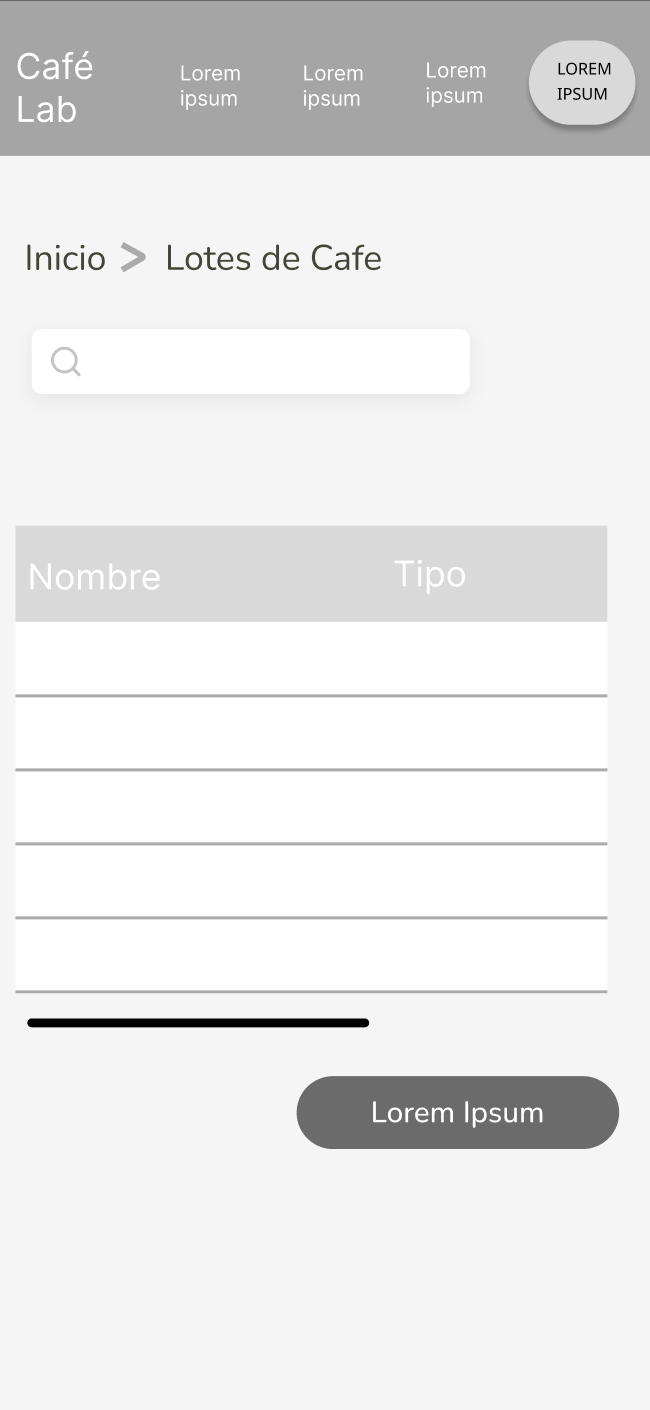 Café
Lab
Lorem
ipsum
Lorem
ipsum
Lorem
ipsum
LOREM
IPSUM
Inicio > Lotes de Cafe
Nombre Tipo
Lorem Ipsum